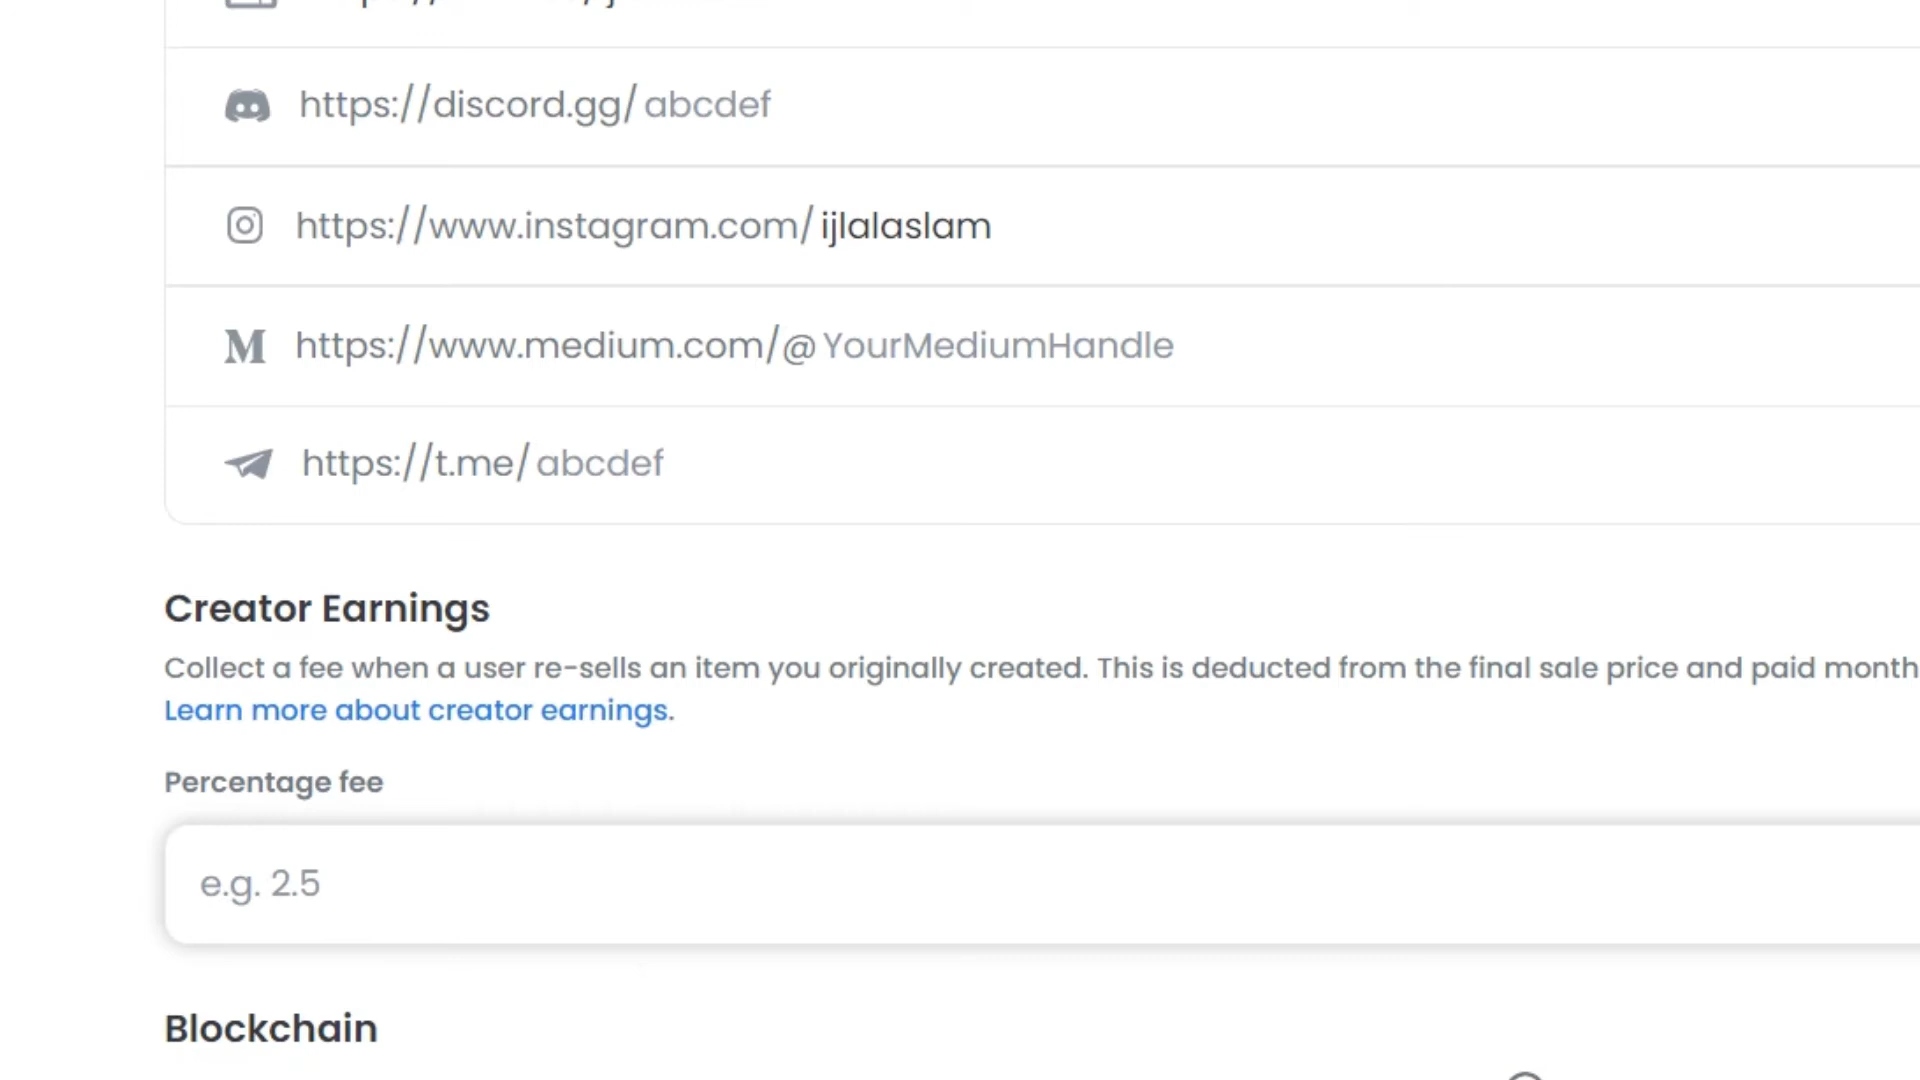 https://discord.gg/ abcdef
https://www.instagram.com/ ijlalaslam
https://www.medium.com/@ YourMediumHandle
https://t.me/ abcdef
Creator Earnings
Collect a fee when a user re-sells an item you originally created. This is deducted from the final sale price and paid month
Learn more about creator earnings.
Percentage fee
e.g. 2.5
Blockchain